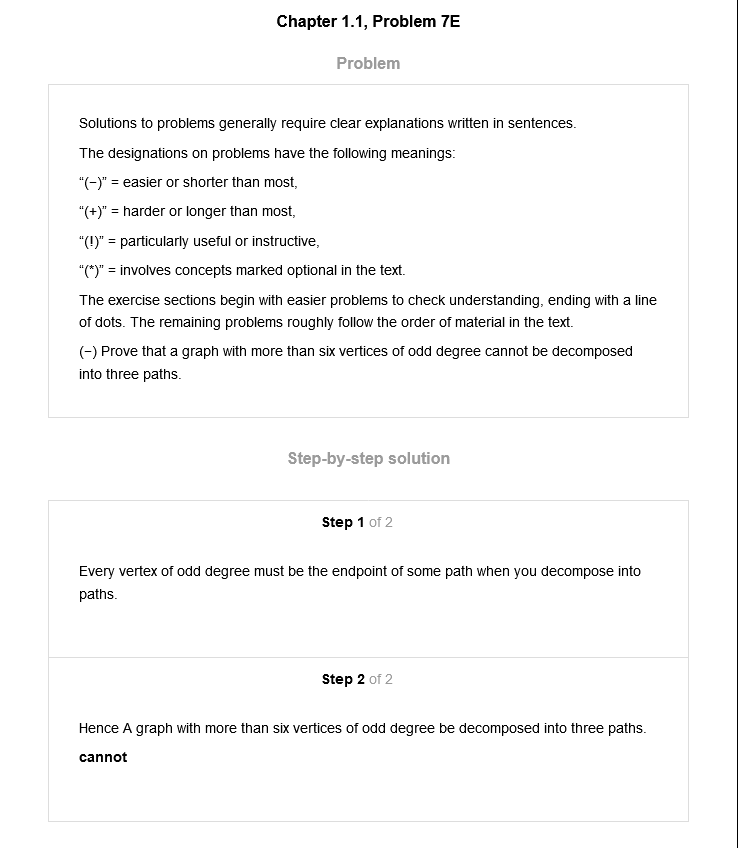 Chapter 1.1, Problem 7E
Problem
Solutions to problems generally require clear explanations written in sentences.
The designations on problems have the following meanings:
“(−)” = easier or shorter than most,
“(+)” = harder or longer than most,
“(!)” = particularly useful or instructive,
“(*)” = involves concepts marked optional in the text.
The exercise sections begin with easier problems to check understanding, ending with a line
of dots. The remaining problems roughly follow the order of material in the text.
(−) Prove that a graph with more than six vertices of odd degree cannot be decomposed
into three paths.
Step-by-step solution
Step 1 of 2
Every vertex of odd degree must be the endpoint of some path when you decompose into
paths.
Step 2 of 2
Hence A graph with more than six vertices of odd degree be decomposed into three paths.
cannot